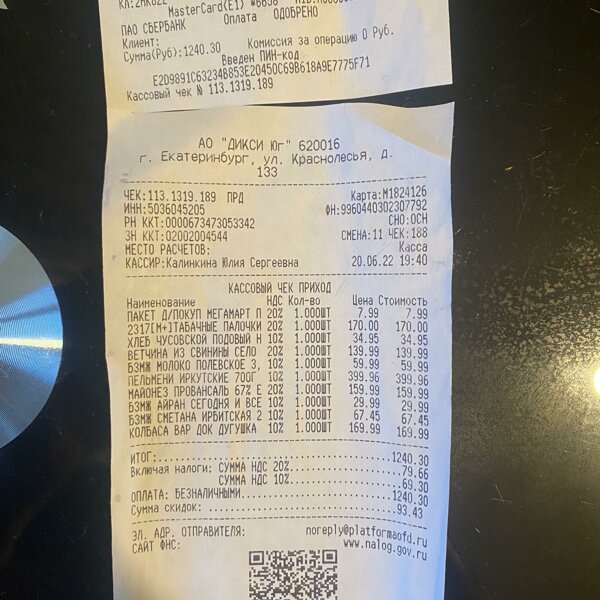 MasterCard(E1)
ПАО СБЕРБАНК Оплата ОДОБРЕНО
Клиент:
Сумма(Руб):1240.30 Комиссия за операцию 0 Руб.
Введен ПИН-код
E2D9891C63234B853E20450C69B618A9E7775F71
Кассовый чек № 113.1319.189
АО "ДИКСИ Юг" 620016
г. Екатеринбург, ул. Краснолесья, д.
133
ЧЕК:113.1319.189 ПРД Карта:М1824126
ИНН:5036045205 ФН:9960440302307792
РН ККТ:0000673473053342 СНО:ОСН
ЗН ККТ:02002004544 СМЕНА:11 ЧЕК:188
МЕСТО РАСЧЕТОВ: Касса
КАССИР:Калинкина Юлия Сергеевна 20.06.22 19:40
КАССОВЫЙ ЧЕК ПРИХОД
Наименование НДС Кол-во Цена Стоимость
ПАКЕТ Д/ПОКУП МЕГАМАРТ П 20% 1.000ШТ 7.99 7.99
2317[М+]ТАБАЧНЫЕ ПАЛОЧКИ 20% 1.000ШТ 170.00 170.00
ХЛЕБ ЧУСОВСКОЙ ПОДОВЫЙ Н 10% 1.000ШТ 34.95 34.95
ВЕТЧИНА ИЗ СВИНИНЫ СЕЛО 20% 1.000ШТ 139.99 139.99
БЗМЖ МОЛОКО ПОЛЕВСКОЕ 3, 10% 1.000ШТ 59.99 59.99
ПЕЛЬМЕНИ ИРКУТСКИЕ 700Г 10% 1.000ШТ 399.96 399.96
МАЙОНЕЗ ПРОВАНСАЛЬ 67% Е 20% 1.000ШТ 159.99 159.99
БЗМЖ АЙРАН СЕГОДНЯ И ВСЕ 10% 1.000ШТ 29.99 29.99
БЗМЖ СМЕТАНА ИРБИТСКАЯ 2 10% 1.000ШТ 67.45 67.45
КОЛБАСА ВАР ДОК ДУГУШКА 10% 1.000ШТ 169.99 169.99
ИТОГ:.....1240.30
Включая налоги: СУММА НДС 20%.....79.66
СУММА НДС 10%.....69.30
ОПЛАТА: БЕЗНАЛИЧНЫМИ.....1240.30
Сумма скидок: .....93.43
ЭЛ. АДР. ОТПРАВИТЕЛЯ: noreply@platformaofd.ru
САЙТ ФНС: www.nalog.gov.ru